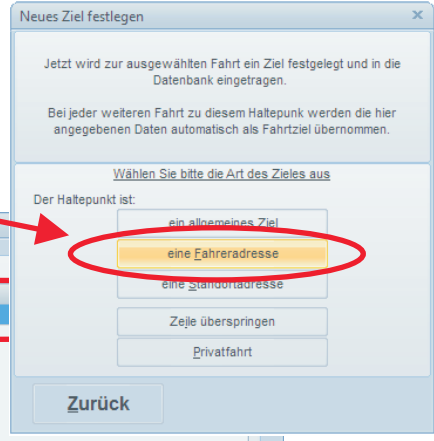 Neues Ziel festlegen
Jetzt wird zur ausgewählten Fahrt ein Ziel festgelegt und in die
Datenbank eingetragen.
Bei jeder weiteren Fahrt zu diesem Haltepunk werden die hier
angegebenen Daten automatisch als Fahrtziel übernommen.
Wählen Sie bitte die Art des Zieles aus
Der Haltepunkt ist:
ein allgemeines Ziel
eine Fahreradresse
eine Standortadresse
Zeile überspringen
Privatfahrt
Zurück